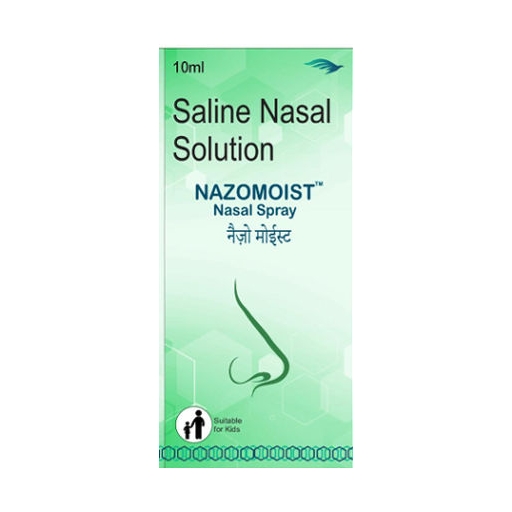 10ml
Saline Nasal
Solution
NAZOMOIST™
Nasal Spray
नैज़ो मोईस्ट
Suitable
for Kids